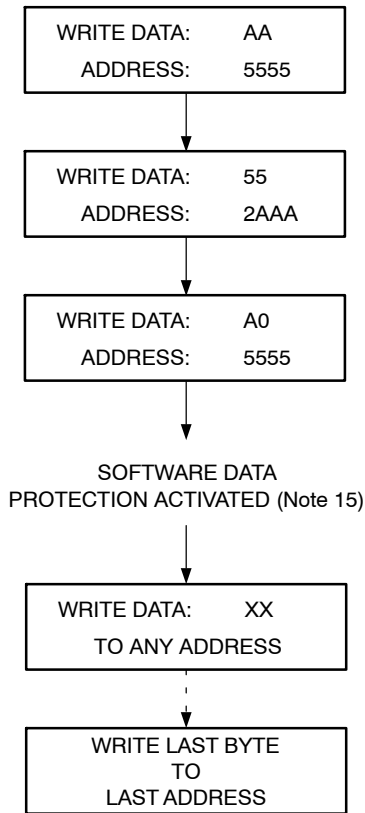 WRITE DATA: AA
ADDRESS: 5555
WRITE DATA: 55
ADDRESS: 2AAA
WRITE DATA: A0
ADDRESS: 5555
SOFTWARE DATA
PROTECTION ACTIVATED (Note 15)
WRITE DATA: XX
TO ANY ADDRESS
WRITE LAST BYTE
TO
LAST ADDRESS